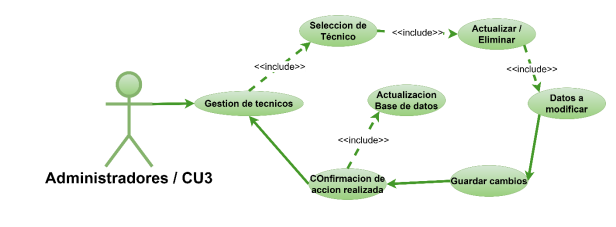 Seleccion de
Técnico
<<include>>
Actualizar /
Eliminar
<<include>>
<<include>>
Gestion de tecnicos
Actualizacion
Base de datos
Datos a
modificar
<<include>>
Administradores / CU3
COnfirmacion de
accion realizada
Guardar cambios